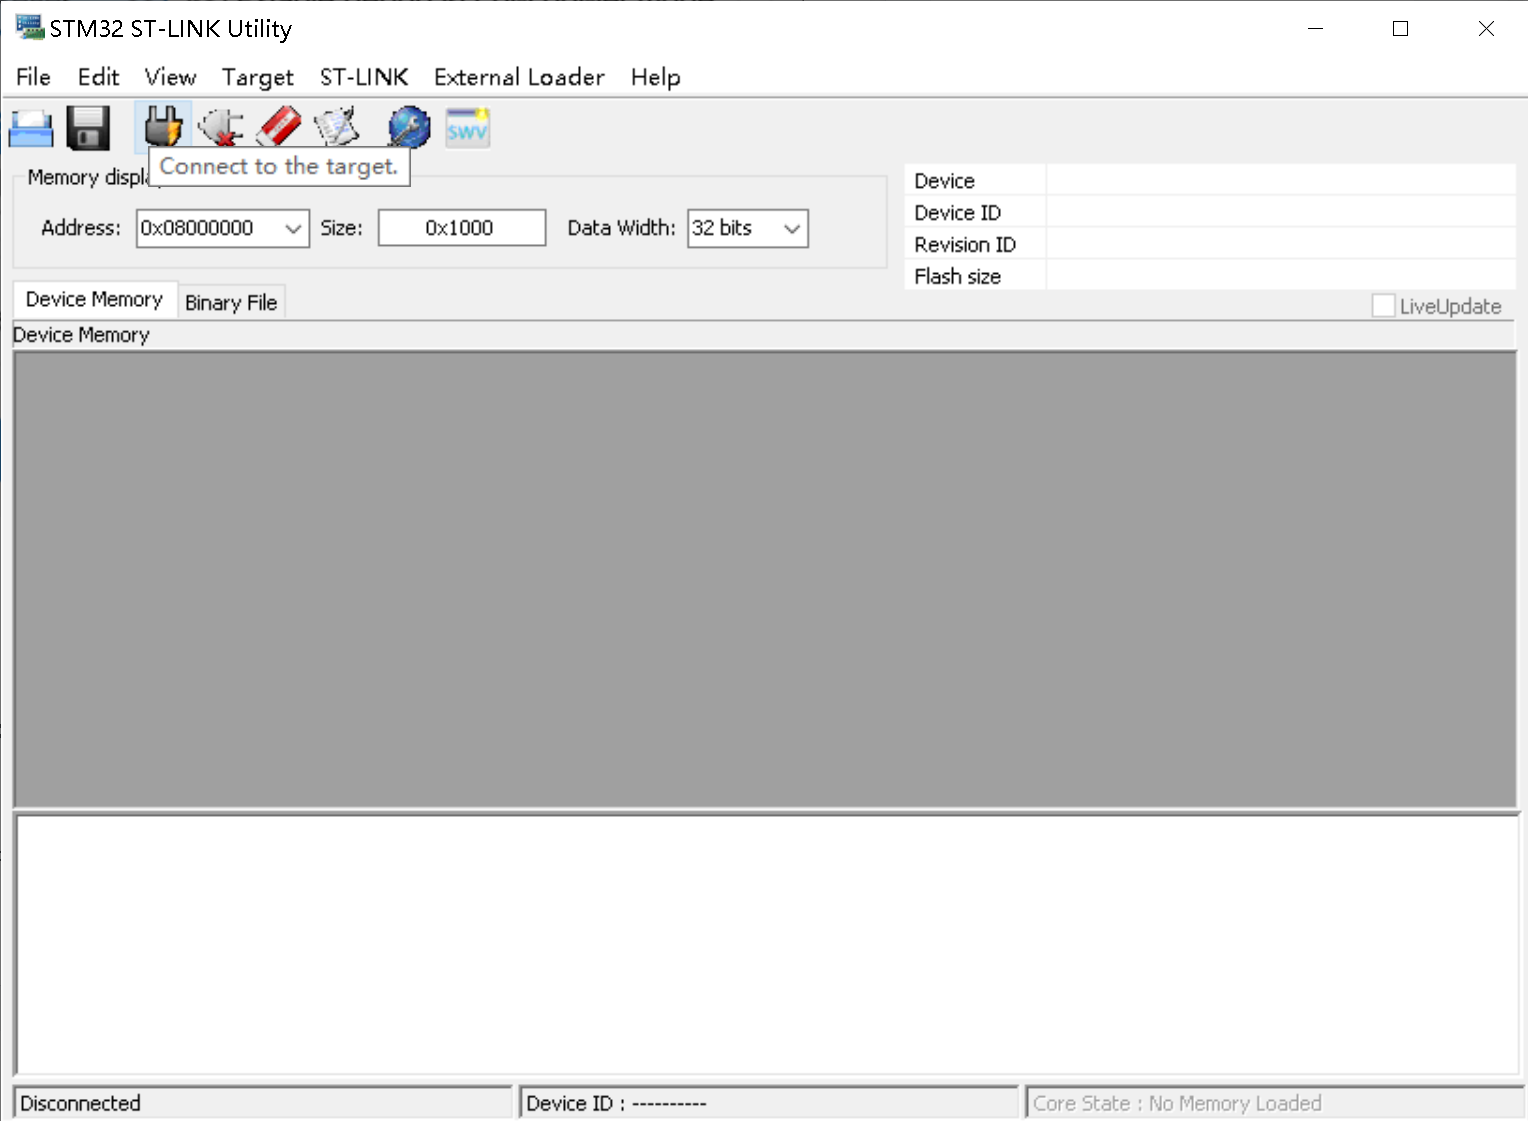 STM32 ST-LINK Utility
File Edit View Target ST-LINK External Loader Help
SWV
Connect to the target.
Memory displa
Address: 0x08000000 Size: 0x1000 Data Width: 32 bits
Device
Device ID
Revision ID
Flash size
Device Memory Binary File
LiveUpdate
Device Memory
Disconnected Device ID : ---------- Core State : No Memory Loaded